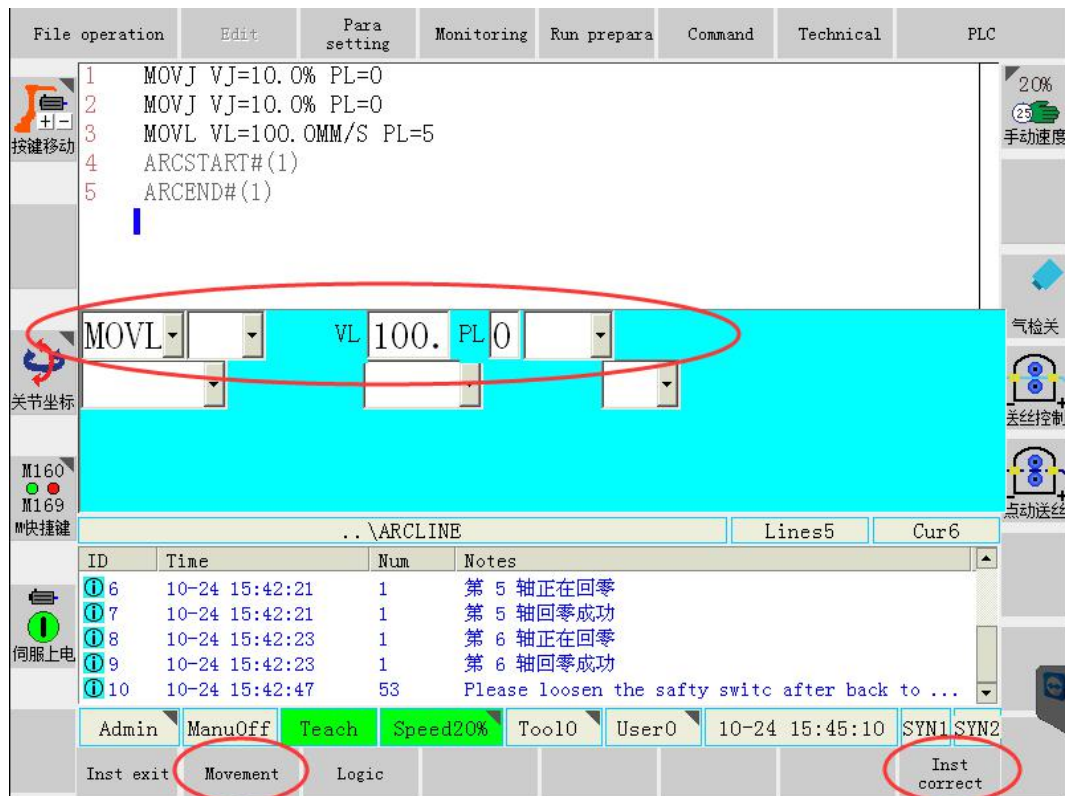 File operation Edit Para setting Monitoring Run prepara Command Technical PLC
1 MOVJ VJ=10.0% PL=0
2 MOVJ VJ=10.0% PL=0
3 MOVL VL=100.0MM/S PL=5
4 ARCSTART#(1)
5 ARCEND#(1)
按键移动
20%
25
手动速度
MOVL VL 100. PL 0
气检关
关节坐标
送丝控制
M160
M169
M快捷鍵
点动送丝
..\ARCLINE Lines5 Cur6
ID Time Num Notes
6 10-24 15:42:21 1 第 5 轴正在回零
7 10-24 15:42:21 1 第 5 轴回零成功
8 10-24 15:42:23 1 第 6 轴正在回零
9 10-24 15:42:23 1 第 6 轴回零成功
10 10-24 15:42:47 53 Please loosen the safty switc after back to ...
伺服上电
Admin ManuOff Teach Speed20% Tool0 User0 10-24 15:45:10 SYN1 SYN2
Inst exit Movement Logic Inst correct